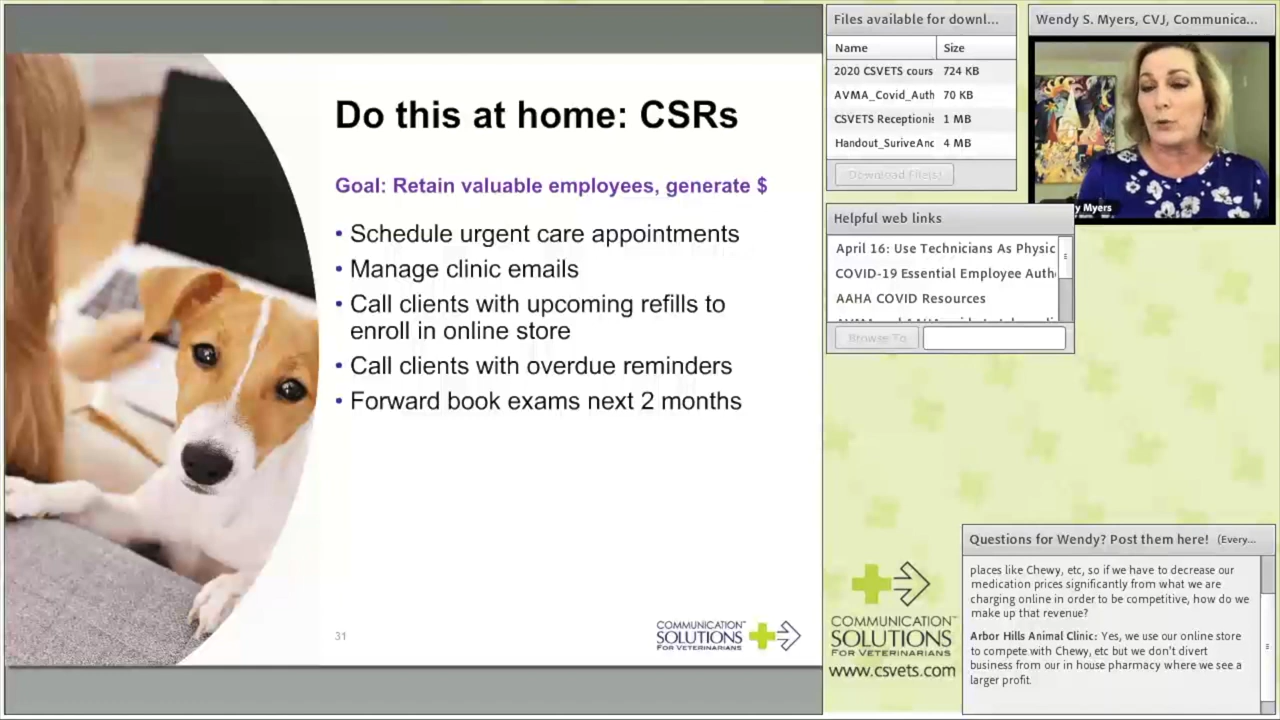 Do this at home: CSRs
Goal: Retain valuable employees, generate $
• Schedule urgent care appointments
• Manage clinic emails
• Call clients with upcoming refills to
enroll in online store
• Call clients with overdue reminders
• Forward book exams next 2 months
31
COMMUNICATION
SOLUTIONS
FOR VETERINARIANS
Files available for downl...
Name Size
2020 CSVETS cours 724 KB
AVMA_Covid_Auth 70 KB
CSVETS Receptionis 1 MB
Handout_SuriveAnc 4 MB
Download File(s)
Wendy S. Myers, CVJ, Communica...
y Myers
Helpful web links
April 16: Use Technicians As Physic
COVID-19 Essential Employee Auth
AAHA COVID Resources
Browse To
COMMUNICATION
SOLUTIONS
FOR VETERINARIANS
www.csvets.com
Questions for Wendy? Post them here! (Every...
places like Chewy, etc, so if we have to decrease our
medication prices significantly from what we are
charging online in order to be competitive, how do we
make up that revenue?
Arbor Hills Animal Clinic: Yes, we use our online store
to compete with Chewy, etc but we don't divert
business from our in house pharmacy where we see a
larger profit.